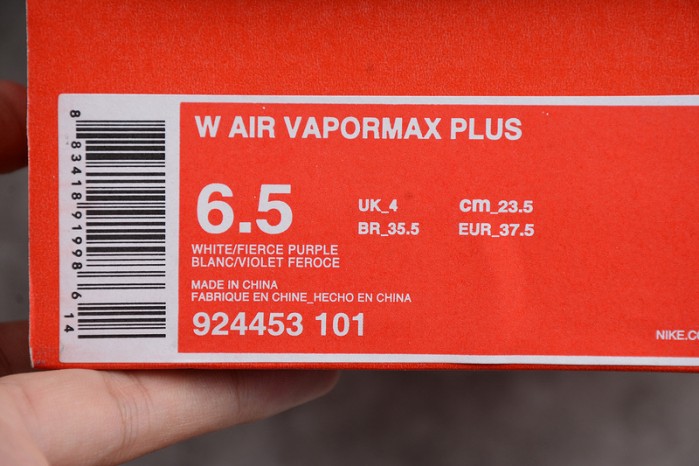 W AIR VAPORMAX PLUS
6.5
UK_4 cm_23.5
BR_35.5 EUR_37.5
WHITE/FIERCE PURPLE
BLANC/VIOLET FEROCE
MADE IN CHINA
FABRIQUE EN CHINE_HECHO EN CHINA
924453 101
NIKE.CO
8 83418 91998 6 14